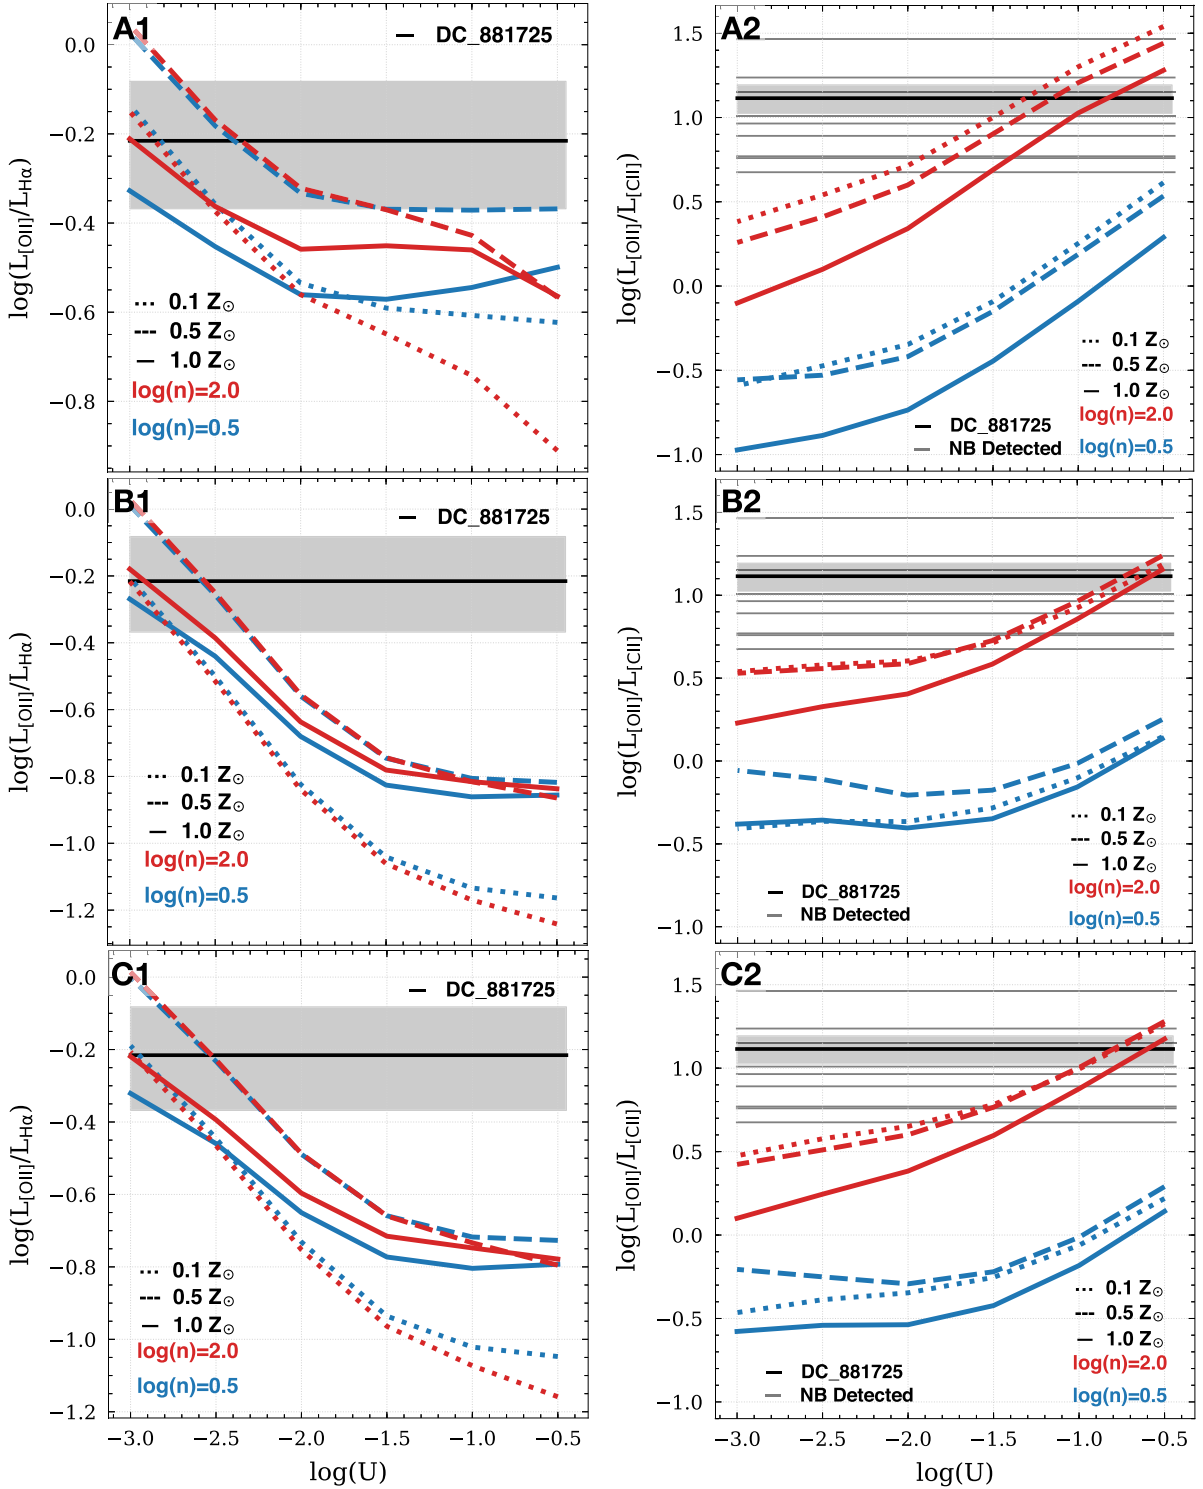 A1
DC_881725
0.0
−0.2
−0.4
−0.6
−0.8
log(L[OII]/LHα)
0.1 Z⊙
0.5 Z⊙
1.0 Z⊙
log(n)=2.0
log(n)=0.5
A2
1.5
1.0
0.5
0.0
−0.5
−1.0
log(L[OII]/L[CII])
0.1 Z⊙
0.5 Z⊙
1.0 Z⊙
log(n)=2.0
log(n)=0.5
DC_881725
NB Detected
B1
DC_881725
0.0
−0.2
−0.4
−0.6
−0.8
−1.0
−1.2
log(L[OII]/LHα)
0.1 Z⊙
0.5 Z⊙
1.0 Z⊙
log(n)=2.0
log(n)=0.5
B2
1.5
1.0
0.5
0.0
−0.5
−1.0
log(L[OII]/L[CII])
0.1 Z⊙
0.5 Z⊙
1.0 Z⊙
log(n)=2.0
log(n)=0.5
DC_881725
NB Detected
C1
DC_881725
0.0
−0.2
−0.4
−0.6
−0.8
−1.0
−1.2
log(L[OII]/LHα)
0.1 Z⊙
0.5 Z⊙
1.0 Z⊙
log(n)=2.0
log(n)=0.5
−3.0 −2.5 −2.0 −1.5 −1.0 −0.5
log(U)
C2
1.5
1.0
0.5
0.0
−0.5
−1.0
log(L[OII]/L[CII])
0.1 Z⊙
0.5 Z⊙
1.0 Z⊙
log(n)=2.0
log(n)=0.5
DC_881725
NB Detected
−3.0 −2.5 −2.0 −1.5 −1.0 −0.5
log(U)